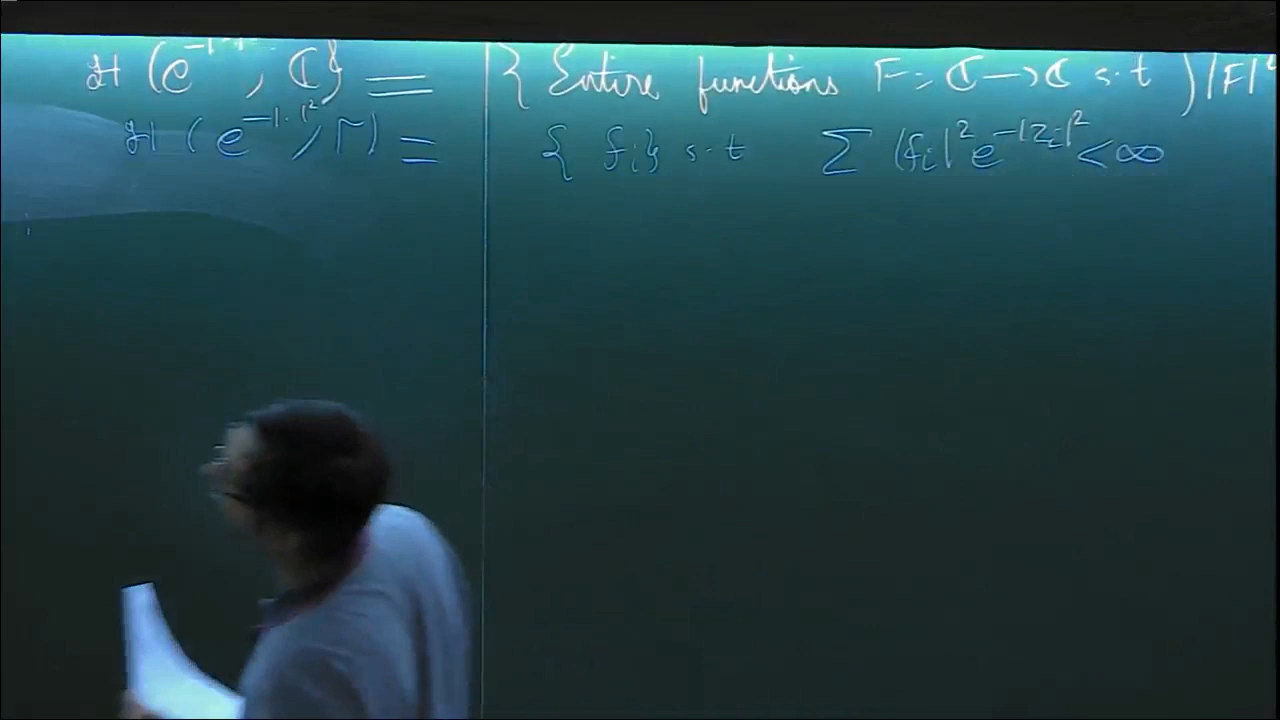 ℋ(e^{-|·|²}, ℂ) = { Entire functions F: ℂ → ℂ s.t ∫|F|²
ℋ(e^{-|·|²}, Γ) = { f_i } s.t Σ |f_i|² e^{-|z_i|²} < ∞